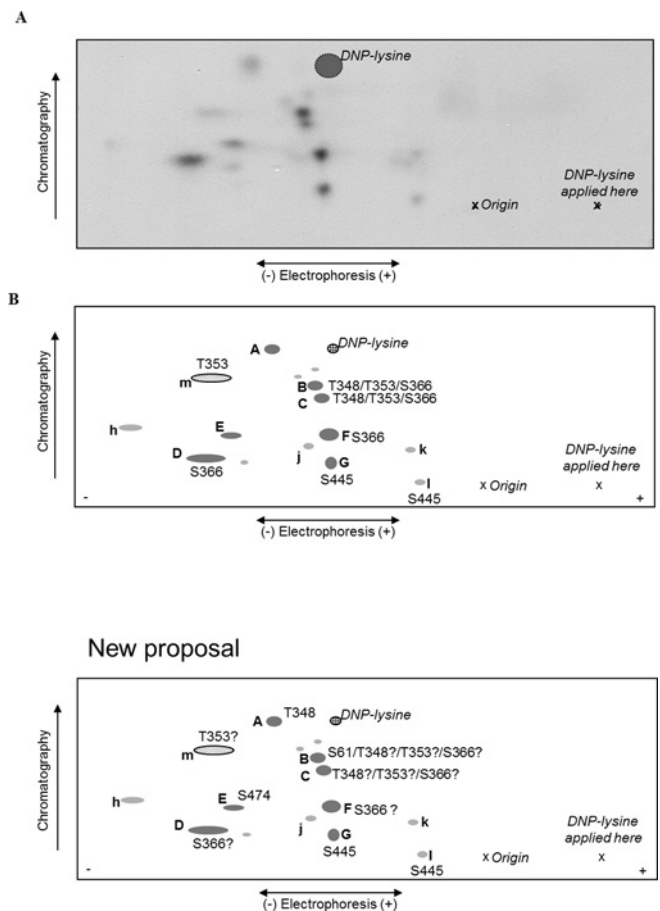 A
DNP-lysine
Chromatography
DNP-lysine
applied here
x Origin
x
(-) Electrophoresis (+)
B
A
DNP-lysine
T353
m
B T348/T353/S366
C T348/T353/S366
Chromatography
h
E
F S366
D
j
k
DNP-lysine
applied here
S366
G
S445
l
S445
x Origin
x
-
+
(-) Electrophoresis (+)
New proposal
A T348
DNP-lysine
T353?
m
B S61/T348?/T353?/S366?
C T348?/T353?/S366?
Chromatography
h
E S474
F S366 ?
D
j
k
DNP-lysine
applied here
S366?
G
S445
l
S445
x Origin
x
-
+
(-) Electrophoresis (+)